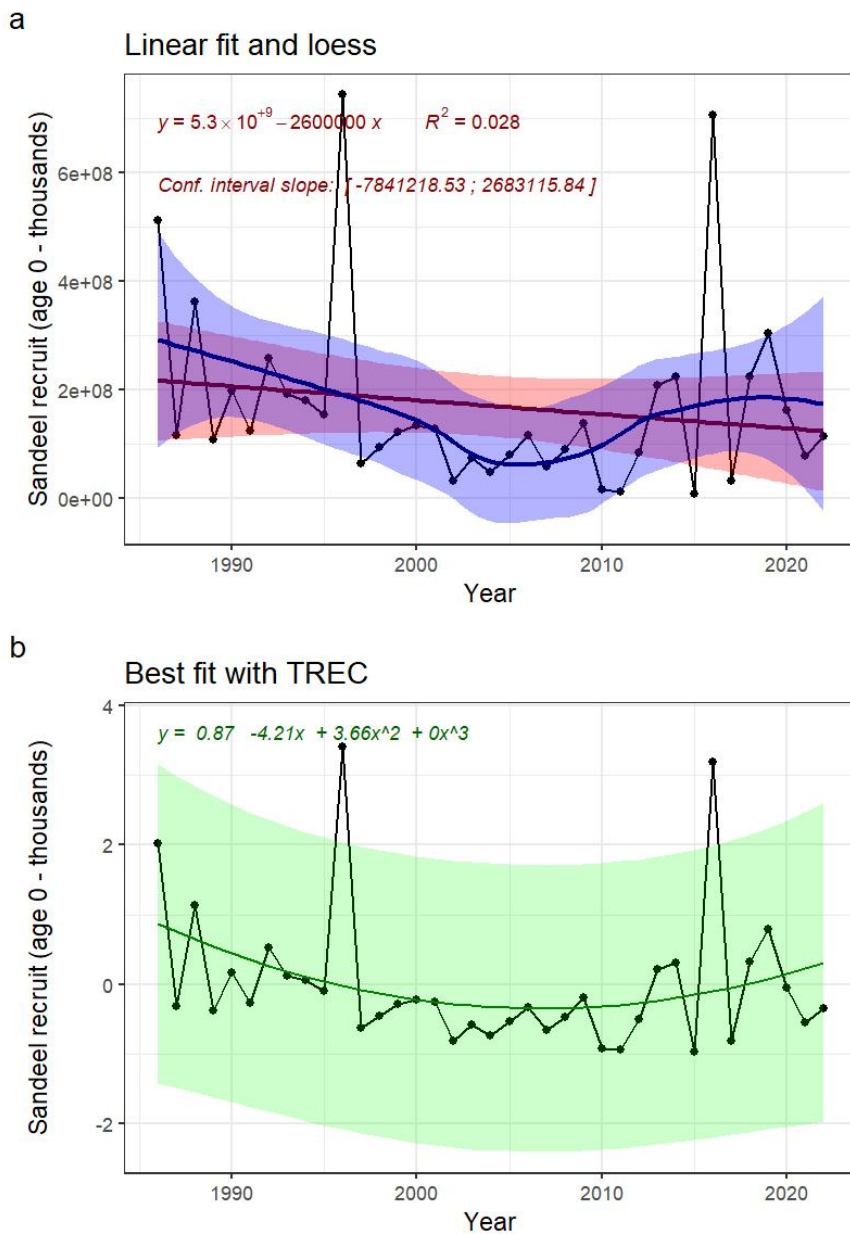 a
Linear fit and loess
y = 5.3 × 10⁺⁹ − 2600000 x R² = 0.028
Conf. interval slope: [ -7841218.53 ; 2683115.84 ]
Sandeel recruit (age 0 - thousands)
6e+08
4e+08
2e+08
0e+00
1990 2000 2010 2020
Year
b
Best fit with TREC
y = 0.87 -4.21x + 3.66x^2 + 0x^3
Sandeel recruit (age 0 - thousands)
4
2
0
-2
1990 2000 2010 2020
Year